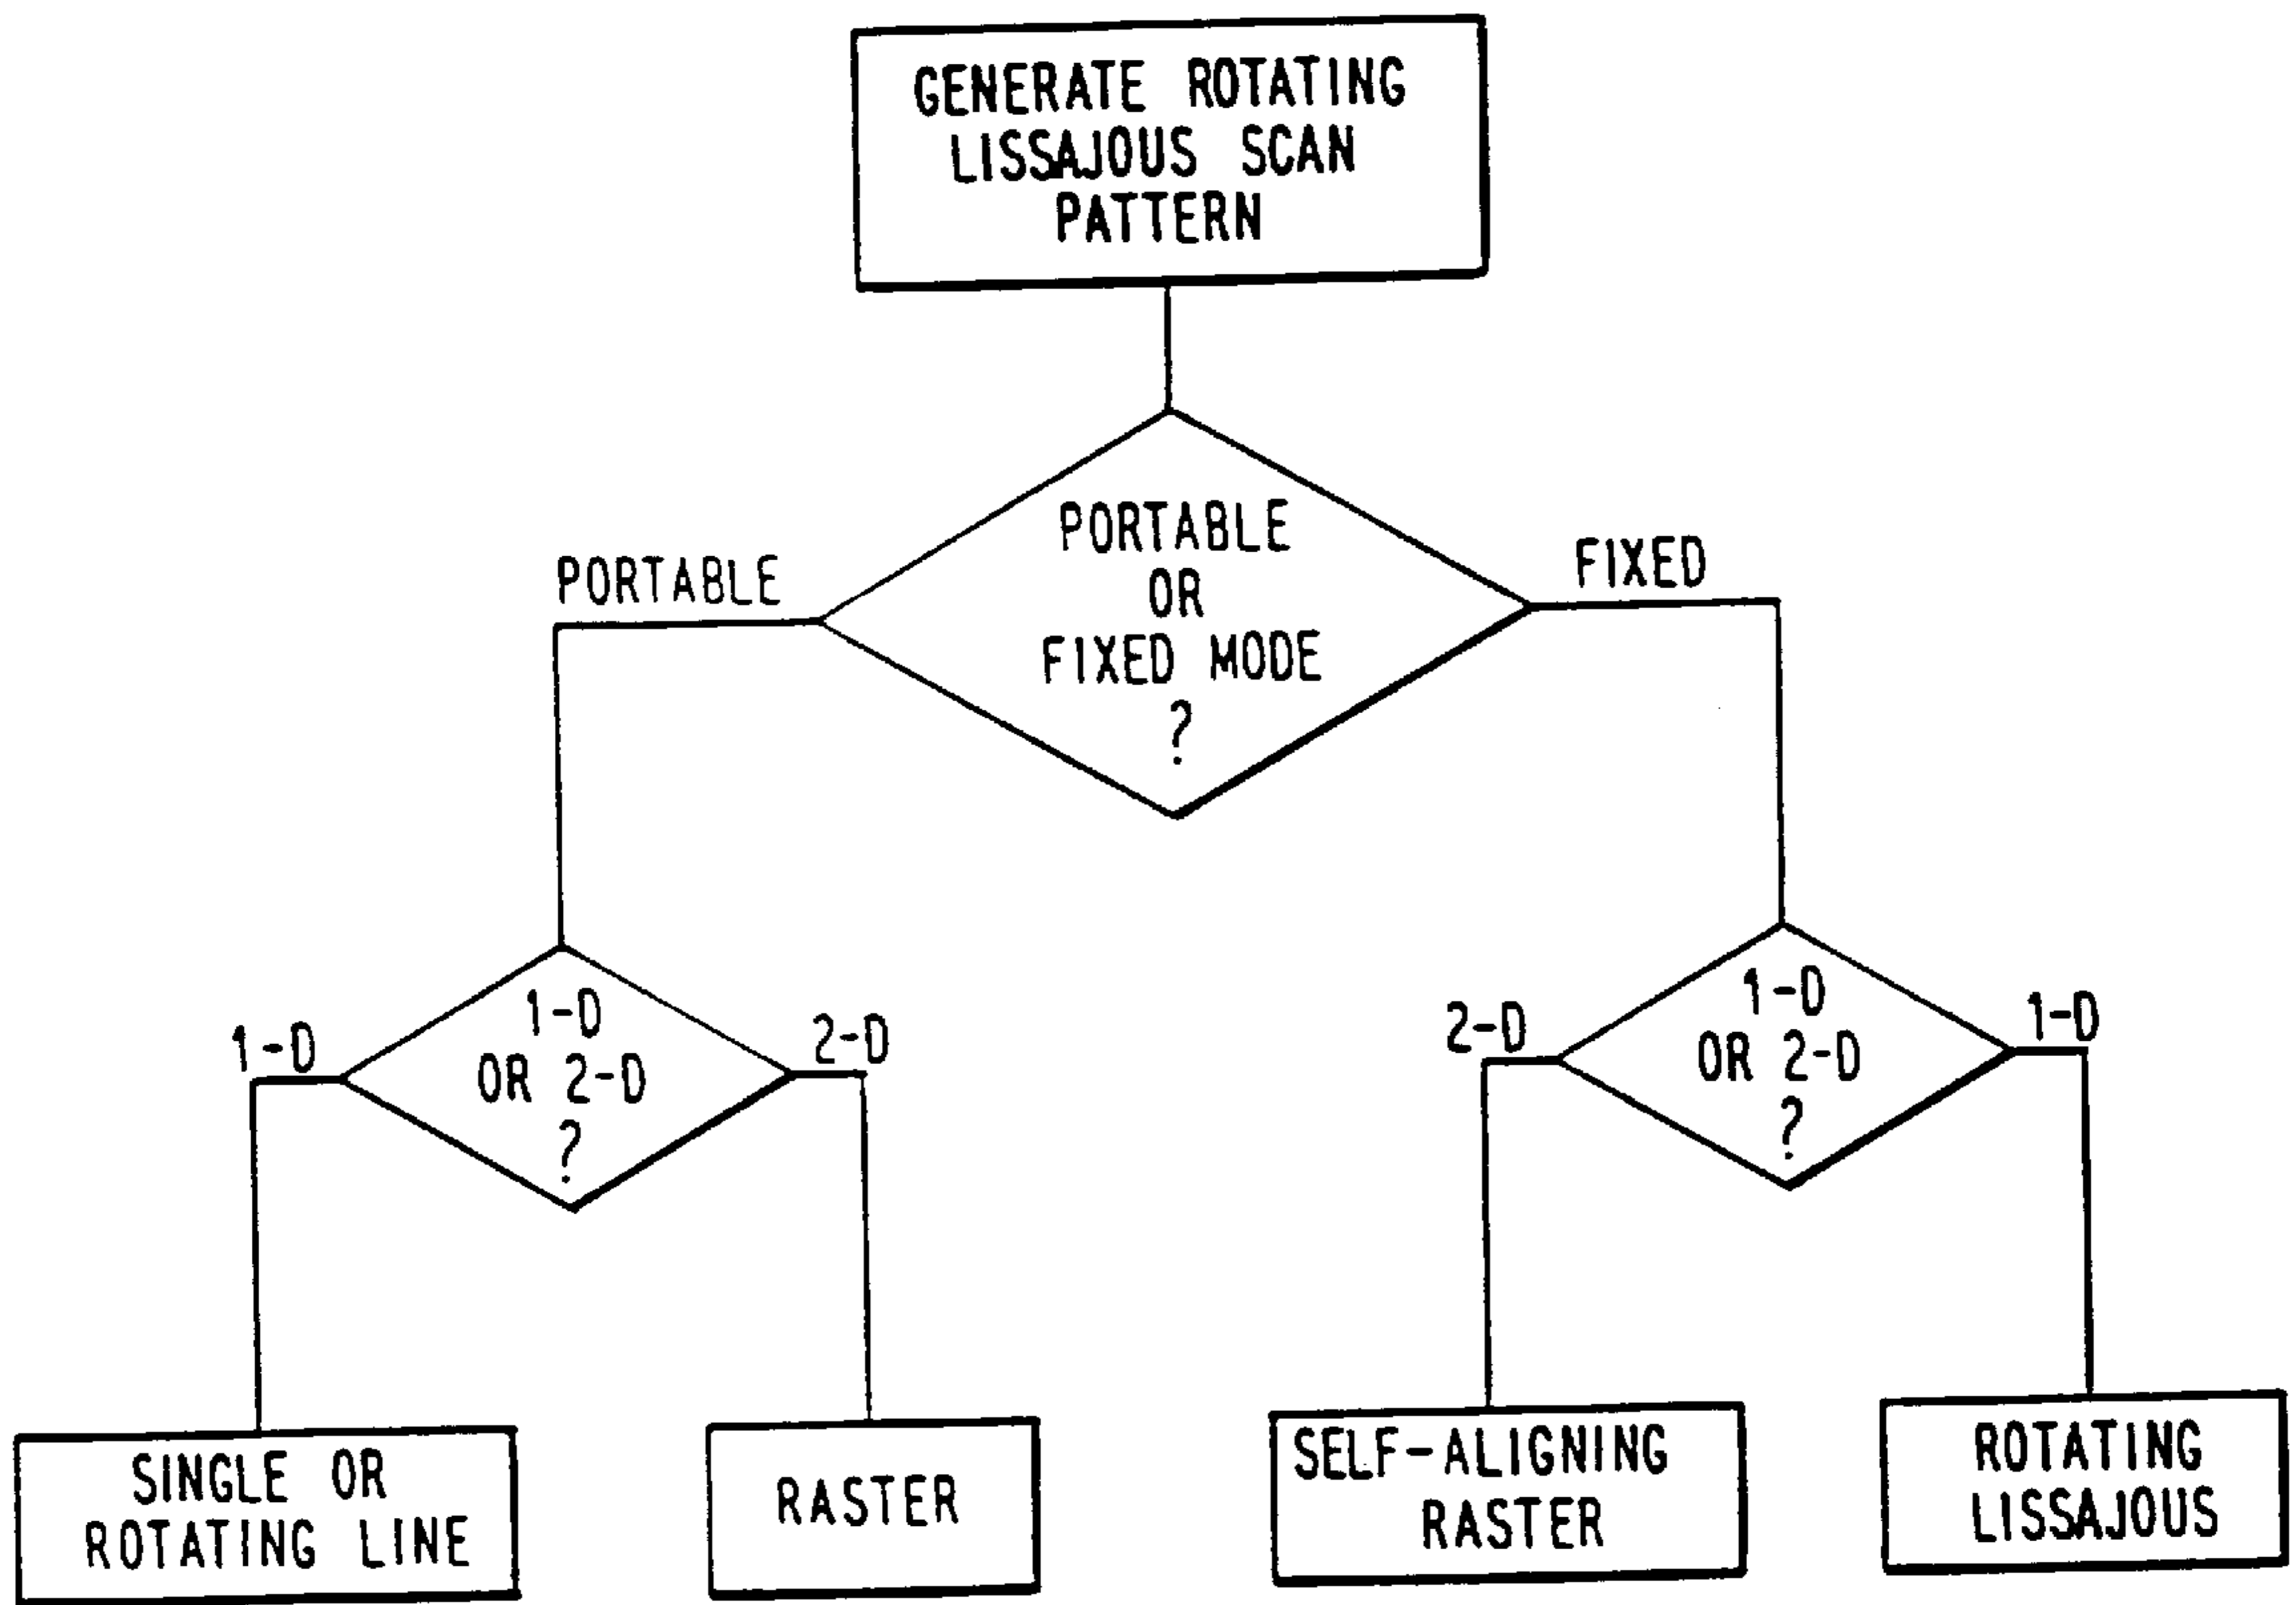 GENERATE ROTATING
LISSAJOUS SCAN
PATTERN
PORTABLE
OR
FIXED MODE
?
PORTABLE
FIXED
1-D
OR 2-D
?
1-D
2-D
1-D
OR 2-D
?
2-D
1-D
SINGLE OR
ROTATING LINE
RASTER
SELF-ALIGNING
RASTER
ROTATING
LISSAJOUS